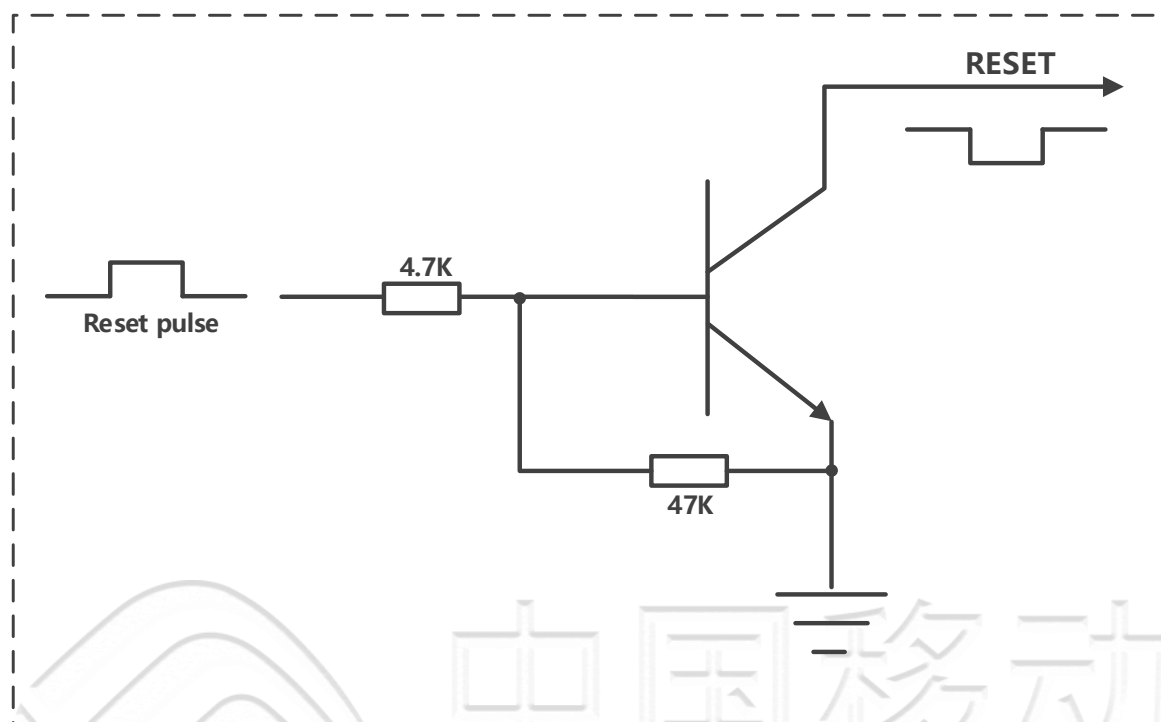 RESET
4.7K
Reset pulse
47K
中国移动